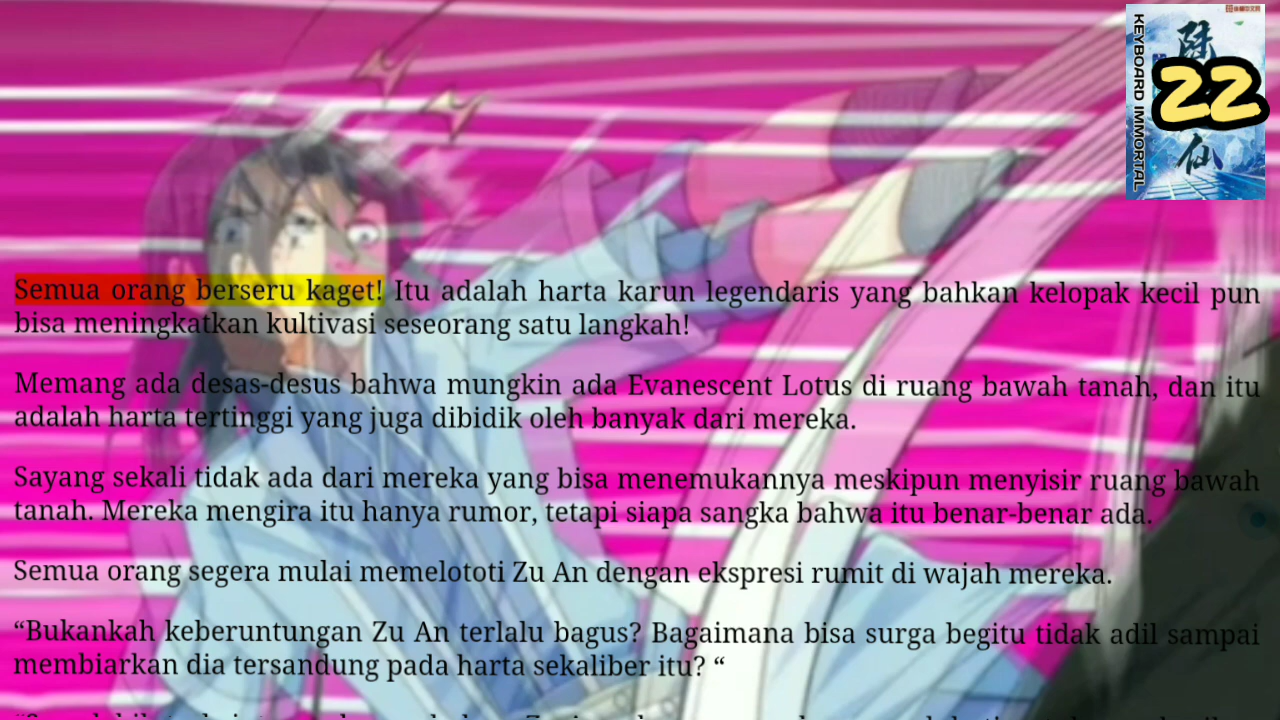 KEYBOARD IMMORTAL
22
仙
Semua orang berseru kaget! Itu adalah harta karun legendaris yang bahkan kelopak kecil pun
bisa meningkatkan kultivasi seseorang satu langkah!
Memang ada desas-desus bahwa mungkin ada Evanescent Lotus di ruang bawah tanah, dan itu
adalah harta tertinggi yang juga dibidik oleh banyak dari mereka.
Sayang sekali tidak ada dari mereka yang bisa menemukannya meskipun menyisir ruang bawah
tanah. Mereka mengira itu hanya rumor, tetapi siapa sangka bahwa itu benar-benar ada.
Semua orang segera mulai memelototi Zu An dengan ekspresi rumit di wajah mereka.
“Bukankah keberuntungan Zu An terlalu bagus? Bagaimana bisa surga begitu tidak adil sampai
membiarkan dia tersandung pada harta sekaliber itu? “